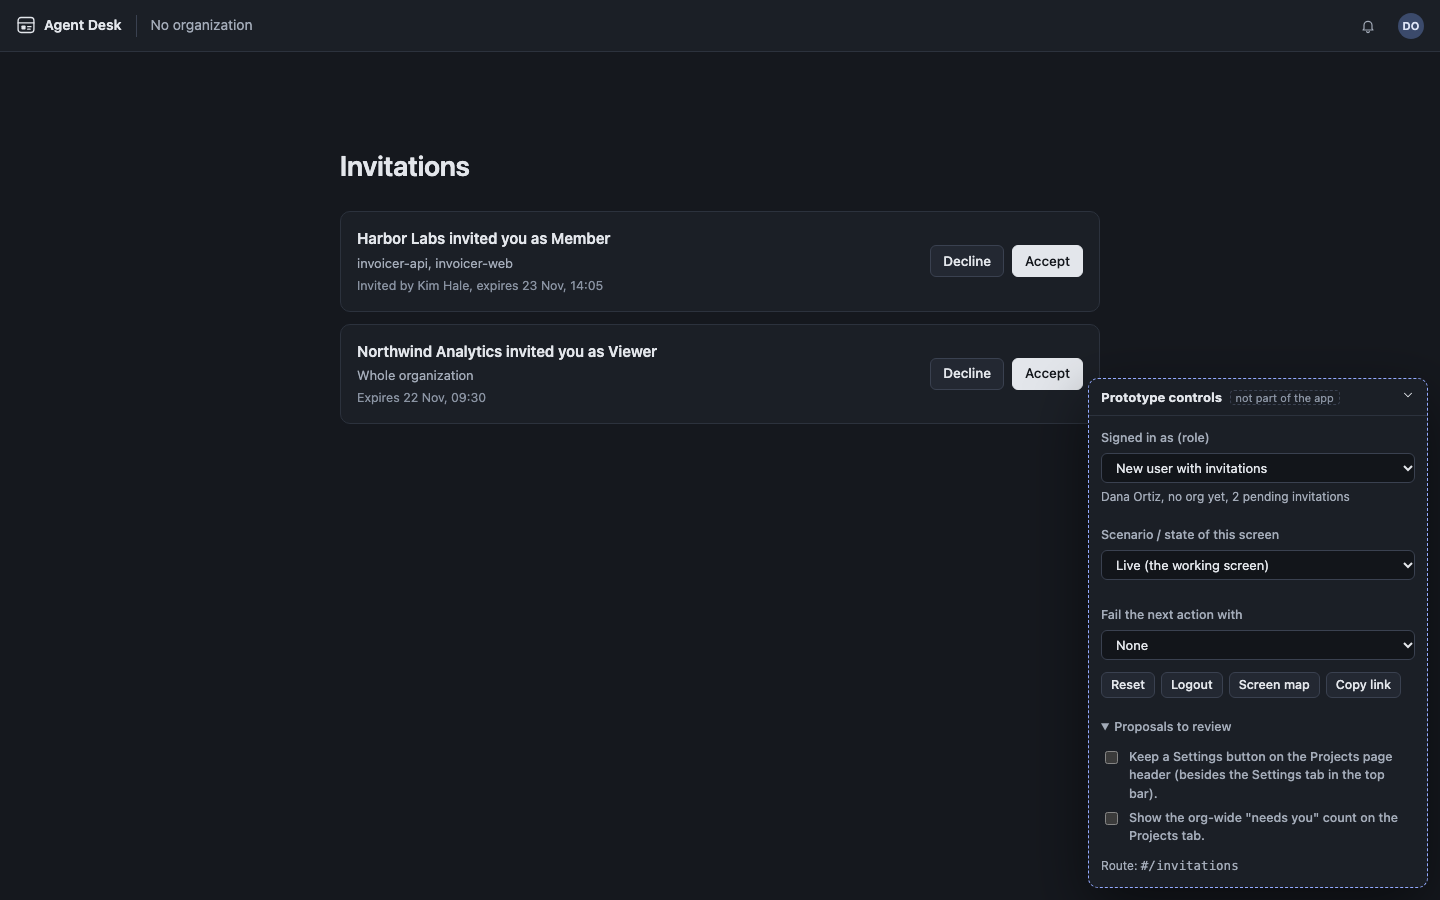 Agent Desk
No organization
DO
Invitations
Harbor Labs invited you as Member
invoicer-api, invoicer-web
Invited by Kim Hale, expires 23 Nov, 14:05
Decline
Accept
Northwind Analytics invited you as Viewer
Whole organization
Expires 22 Nov, 09:30
Decline
Accept
Prototype controls
not part of the app
Signed in as (role)
New user with invitations
Dana Ortiz, no org yet, 2 pending invitations
Scenario / state of this screen
Live (the working screen)
Fail the next action with
None
Reset
Logout
Screen map
Copy link
Proposals to review
Keep a Settings button on the Projects page
header (besides the Settings tab in the top
bar).
Show the org-wide "needs you" count on the
Projects tab.
Route: #/invitations